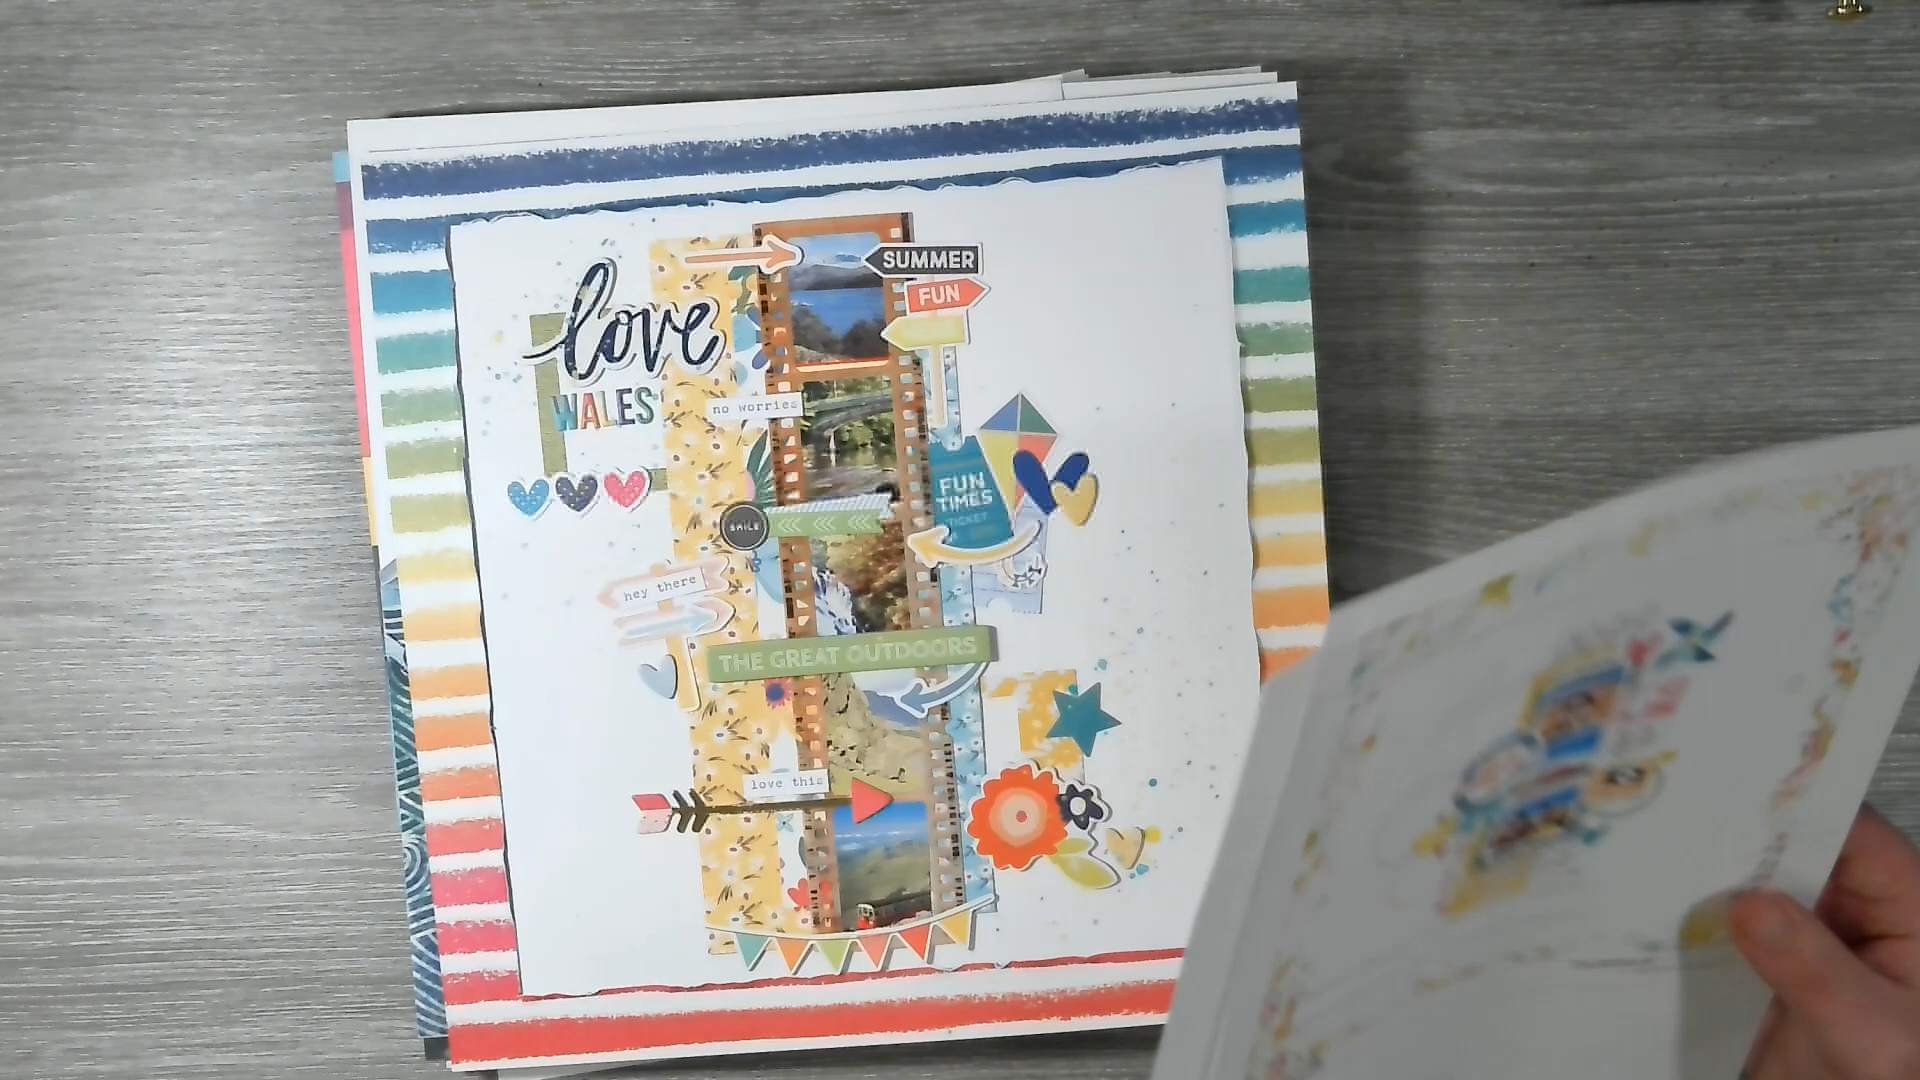 SUMMER
FUN
love
WALES
no worries
FUN
TIMES
TICKET
SMILE
hey there
THE GREAT OUTDOORS
love this